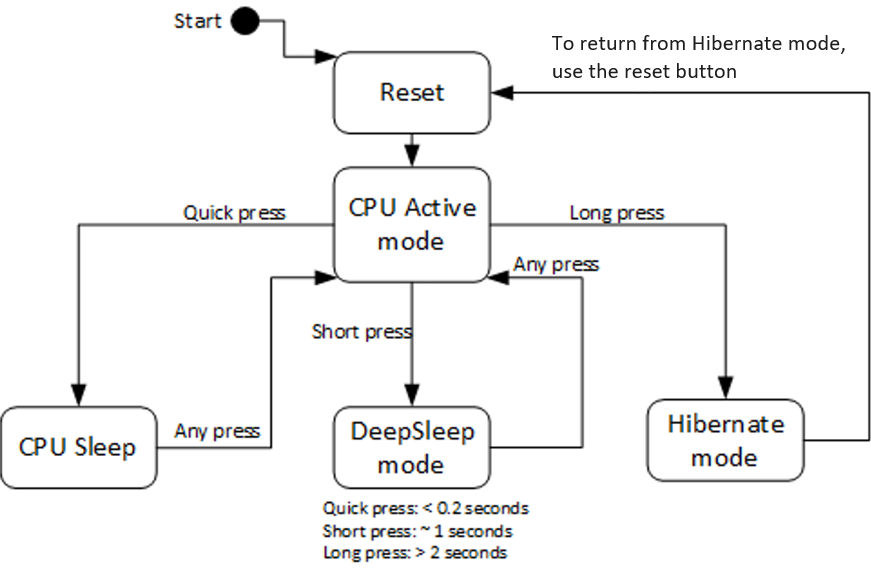 Start
To return from Hibernate mode,
use the reset button
Reset
CPU Active
mode
Quick press
Long press
Any press
Short press
CPU Sleep
Any press
DeepSleep
mode
Hibernate
mode
Quick press: < 0.2 seconds
Short press: ~ 1 seconds
Long press: > 2 seconds